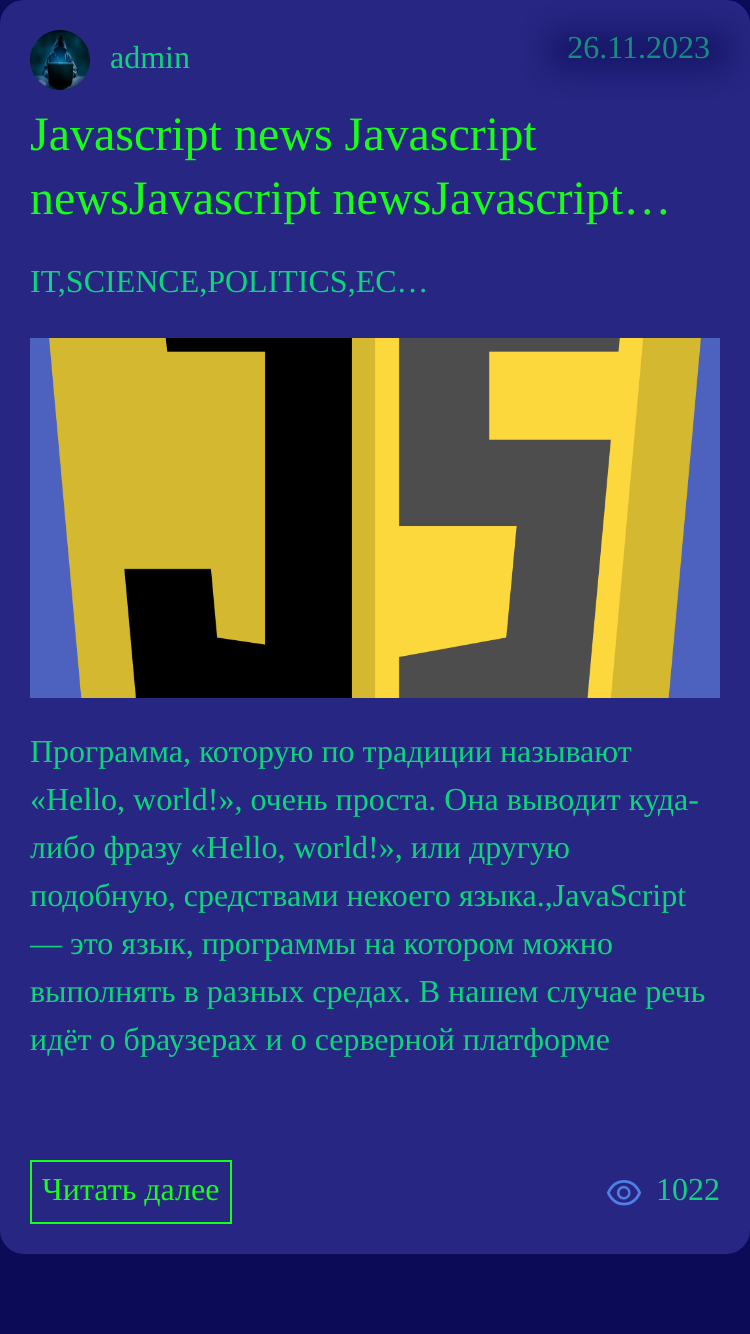 admin
26.11.2023
Javascript news Javascript
newsJavascript newsJavascript…
IT,SCIENCE,POLITICS,EC…
JS
Программа, которую по традиции называют
«Hello, world!», очень проста. Она выводит куда-
либо фразу «Hello, world!», или другую
подобную, средствами некоего языка.,JavaScript
— это язык, программы на котором можно
выполнять в разных средах. В нашем случае речь
идёт о браузерах и о серверной платформе
Читать далее
1022